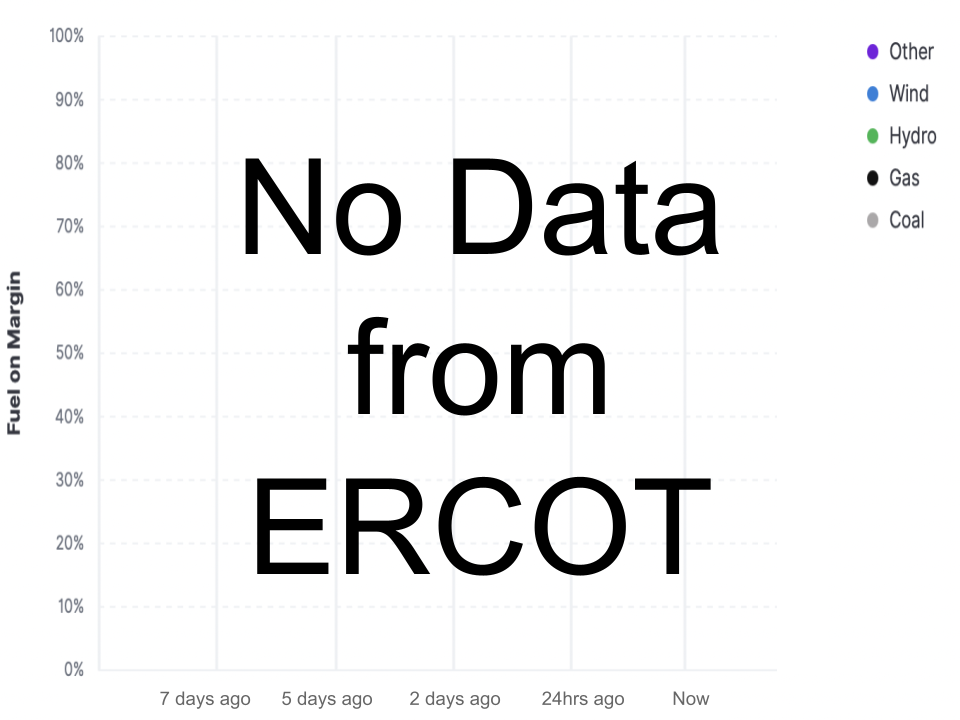 100%
90%
80%
70%
60%
50%
40%
30%
20%
10%
0%
Fuel on Margin
No Data
from
ERCOT
7 days ago
5 days ago
2 days ago
24hrs ago
Now
Other
Wind
Hydro
Gas
Coal